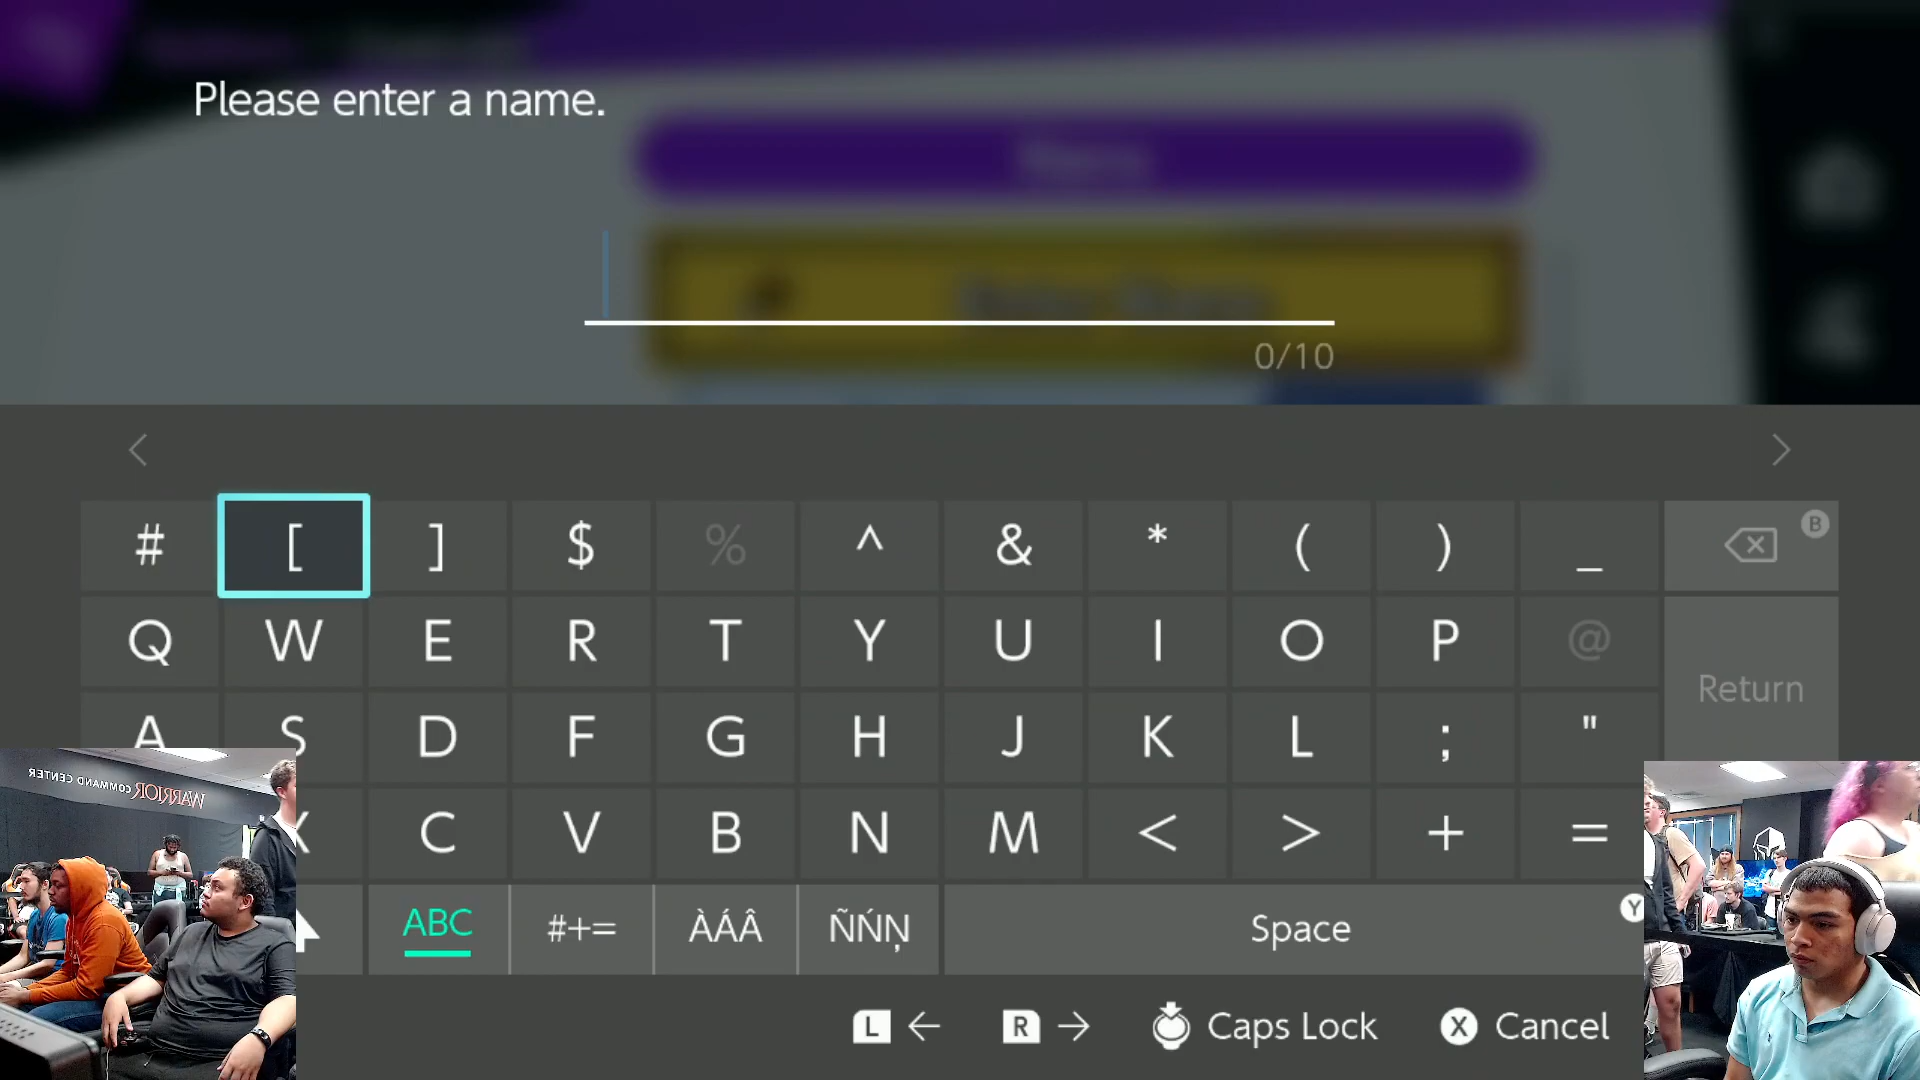 Please enter a name.
0/10
# [ ] $ % ^ & * ( ) _ B
Q W E R T Y U I O P @
Return
A S D F G H J K L ; "
X C V B N M < > + =
ABC #+= ÀÁÂ ÑŃŅ Space Y
L ← R → Caps Lock X Cancel
WARRIOR COMMAND CENTER